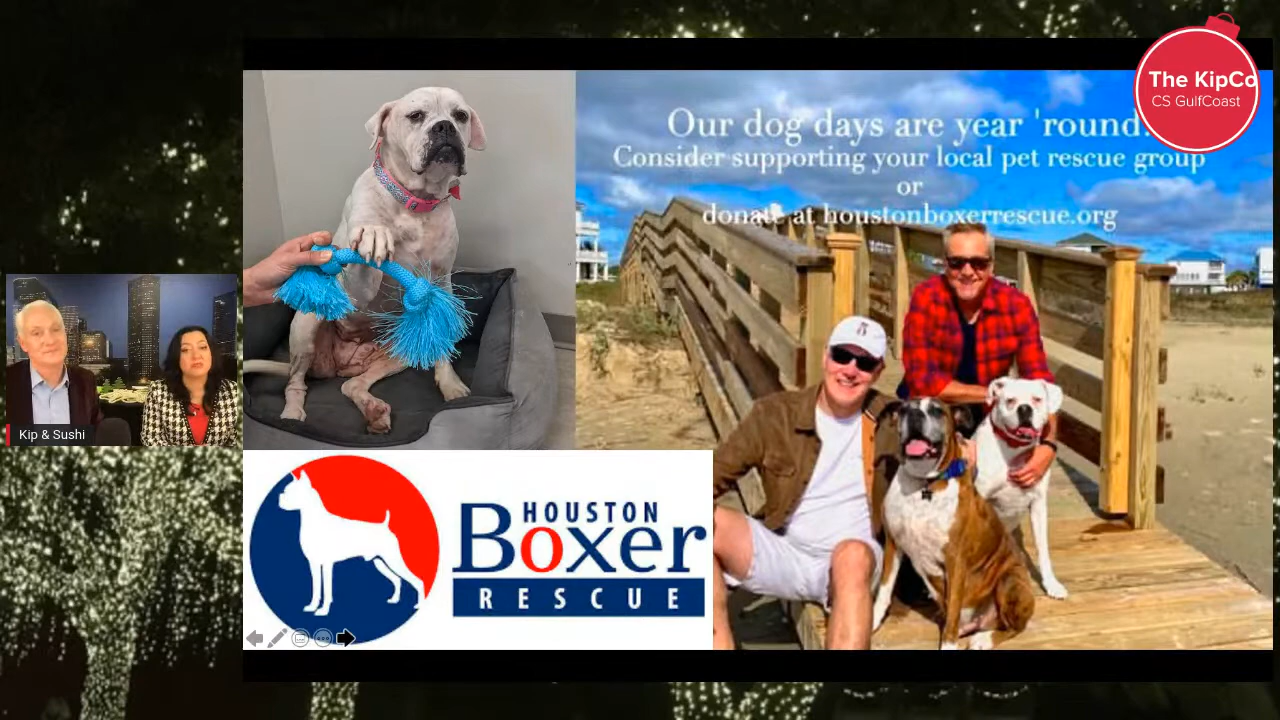 The KipCo
CS GulfCoast
Our dog days are year 'round.
Consider supporting your local pet rescue group
or
donate at houstonboxerrescue.org
Kip & Sushi
HOUSTON
Boxer
RESCUE